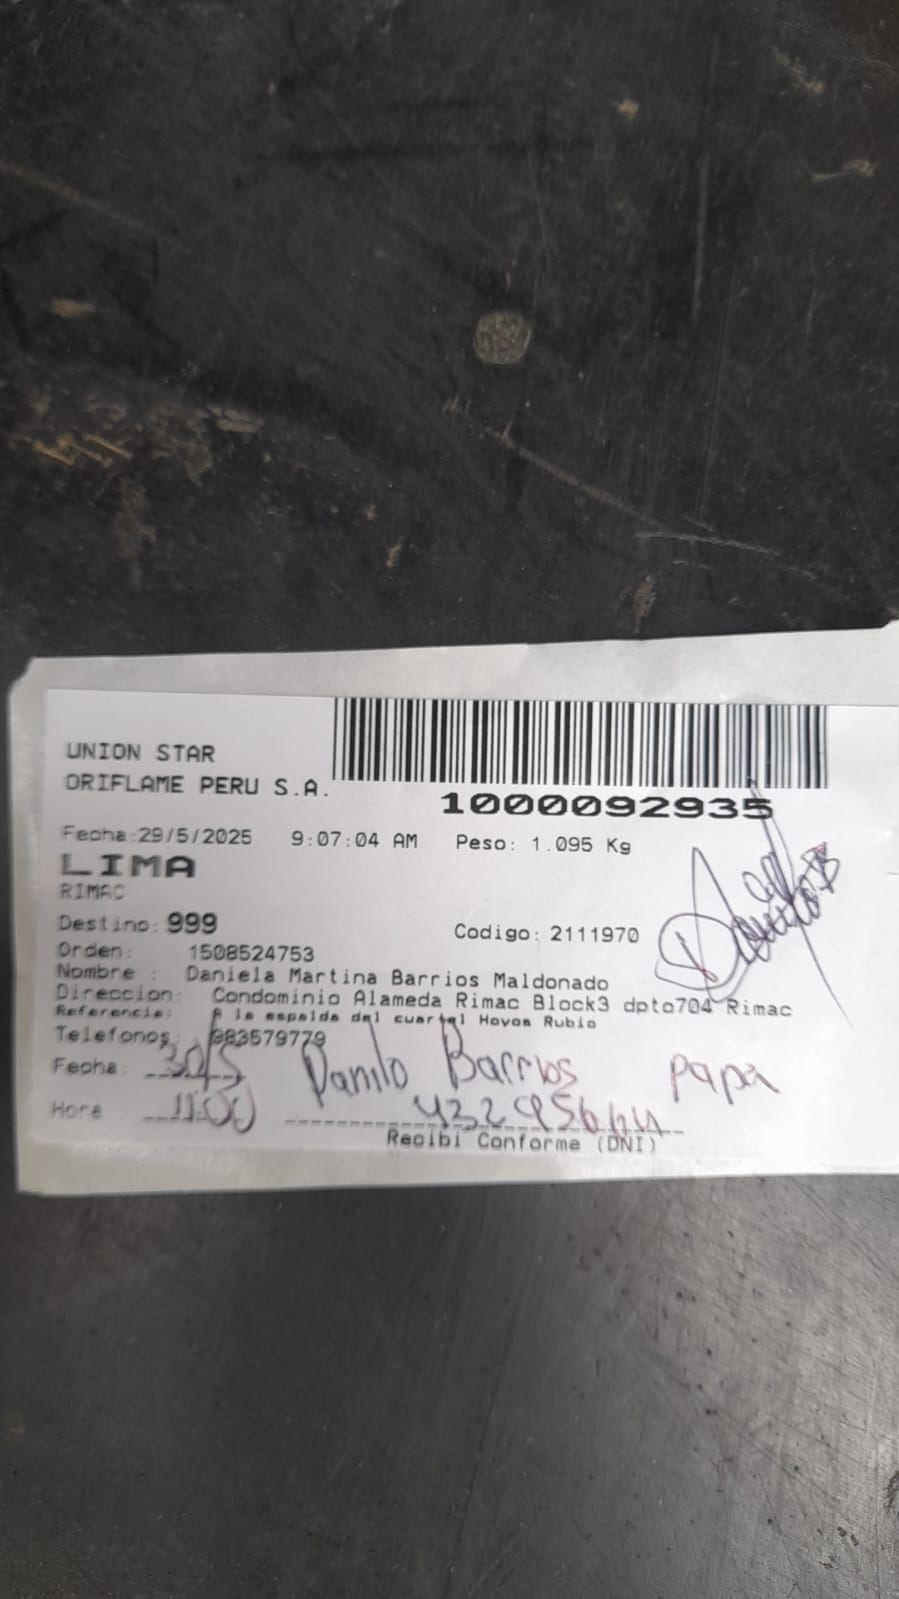 UNION STAR
ORIFLAME PERU S.A.
1000092935
Fecha:29/5/2025 9:07:04 AM Peso: 1.095 Kg
LIMA
RIMAC
Destino: 999 Codigo: 2111970
Orden: 1508524753
Nombre : Daniela Martina Barrios Maldonado
Direccion: Condominio Alameda Rimac Block3 dpto704 Rimac
Referencia: A la espalda del cuartel Hoyos Rubio
Telefonos: 983579779
Fecha: 30/5 Danilo Barrios papá
Hora 11:00
Recibi Conforme (DNI)